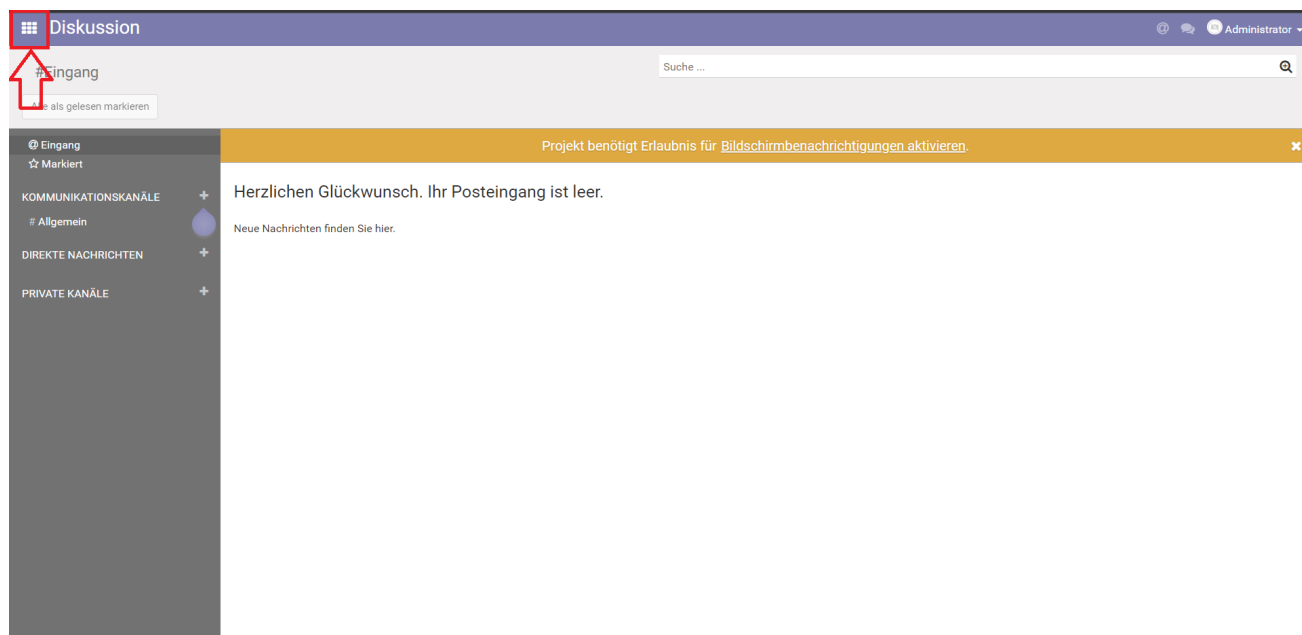 Diskussion
@ Administrator
#Eingang
Suche ...
Alle als gelesen markieren
@ Eingang
Markiert
KOMMUNIKATIONSKANÄLE +
# Allgemein
DIREKTE NACHRICHTEN +
PRIVATE KANÄLE +
Projekt benötigt Erlaubnis für Bildschirmbenachrichtigungen aktivieren.
Herzlichen Glückwunsch. Ihr Posteingang ist leer.
Neue Nachrichten finden Sie hier.